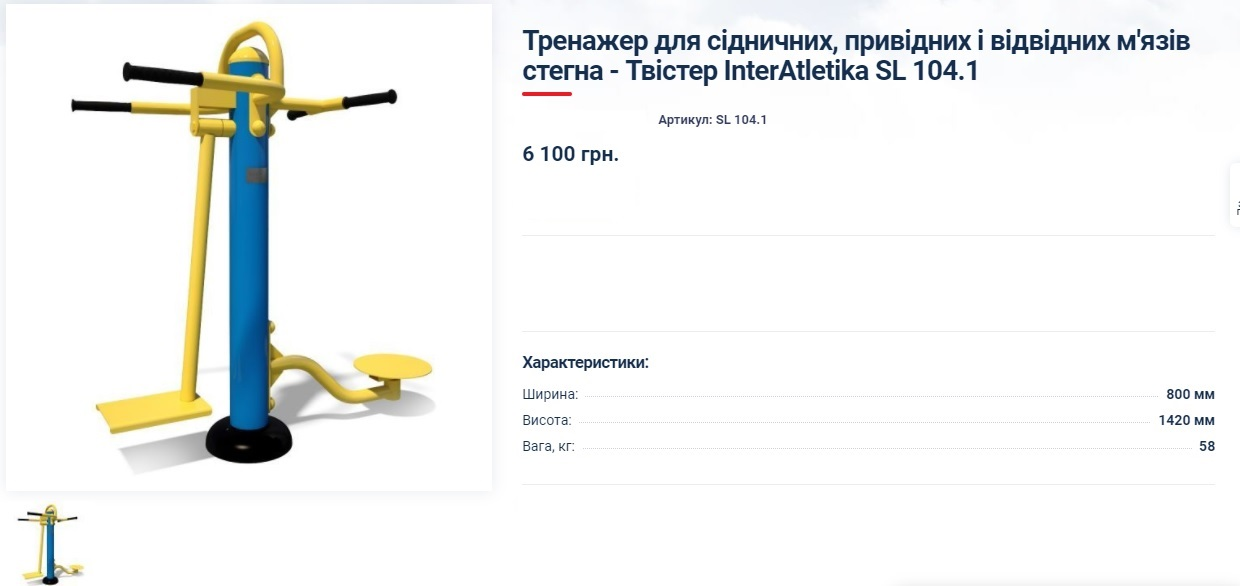 Тренажер для сідничних, привідних і відвідних м'язів
стегна - Твістер InterAtletika SL 104.1
Артикул: SL 104.1
6 100 грн.
Характеристики:
Ширина: 800 мм
Висота: 1420 мм
Вага, кг: 58